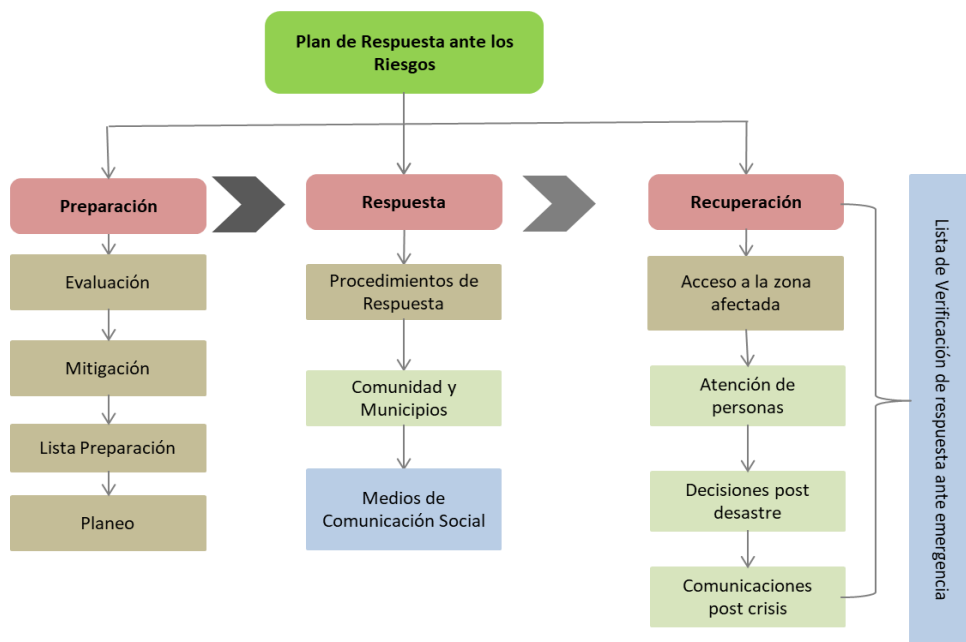 Plan de Respuesta ante los
Riesgos
Preparación
Evaluación
Mitigación
Lista Preparación
Planeo
Respuesta
Procedimientos de
Respuesta
Comunidad y
Municipios
Medios de
Comunicación Social
Recuperación
Acceso a la zona
afectada
Atención de
personas
Decisiones post
desastre
Comunicaciones
post crisis
Lista de Verificación de respuesta ante emergencia